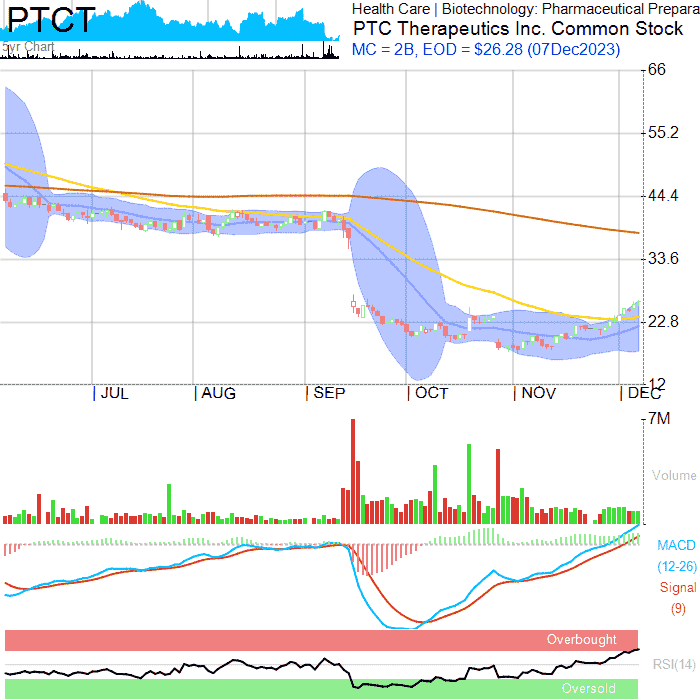 PTCT
Health Care | Biotechnology: Pharmaceutical Prepara
PTC Therapeutics Inc. Common Stock
MC = 2B, EOD = $26.28 (07Dec2023)
5yr Chart
66
55.2
44.4
33.6
22.8
12
JUL AUG SEP OCT NOV DEC
7M
Volume
MACD
(12-26)
Signal
(9)
Overbought
RSI(14)
Oversold